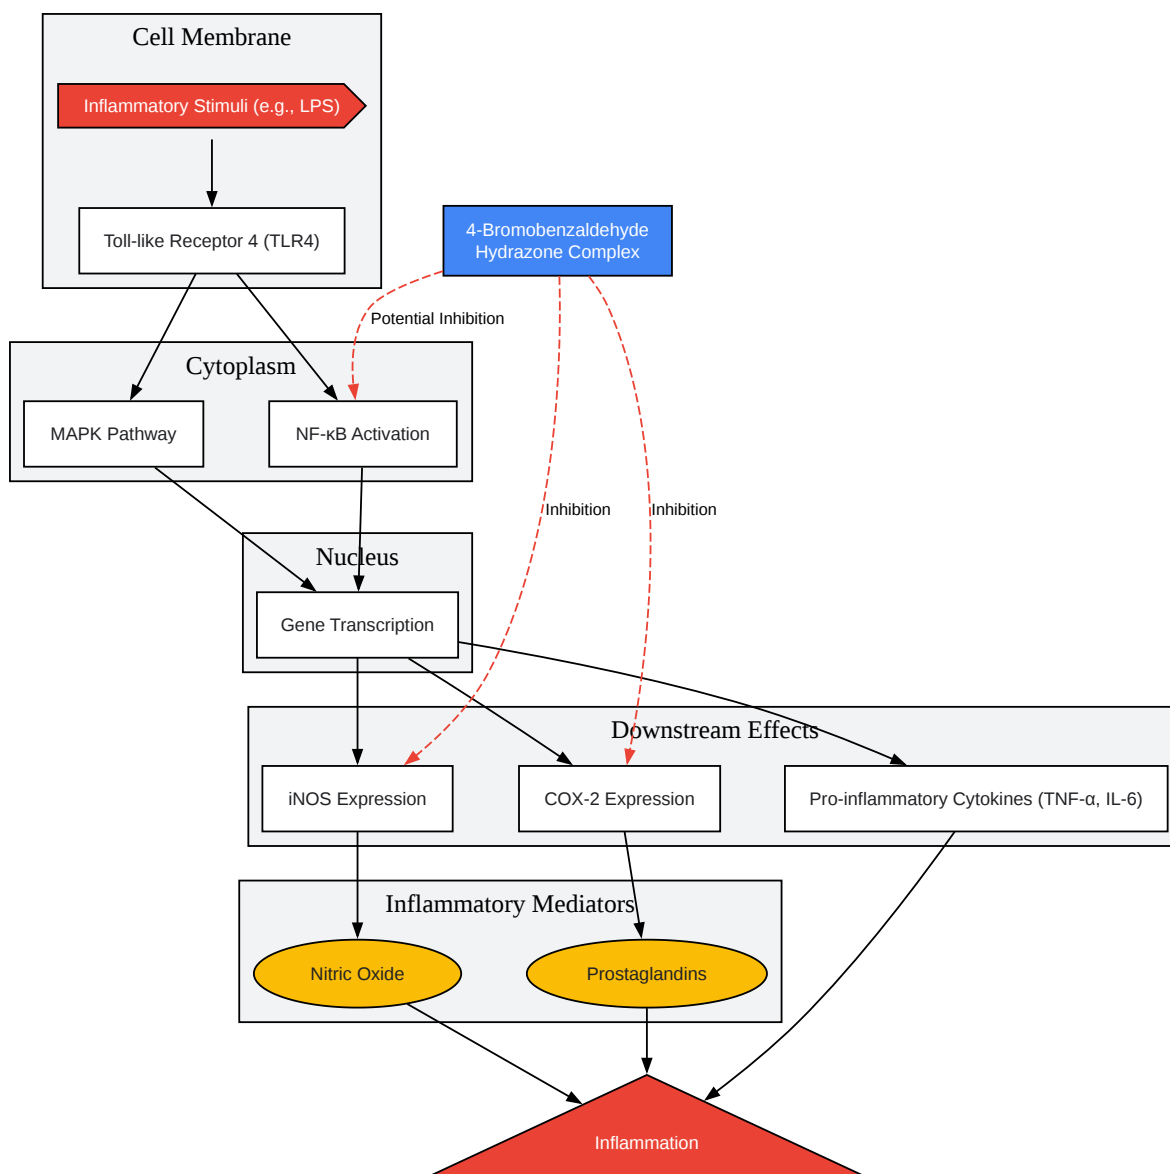 Cell Membrane
Inflammatory Stimuli (e.g., LPS)
Toll-like Receptor 4 (TLR4)
4-Bromobenzaldehyde
Hydrazone Complex
Potential Inhibition
Cytoplasm
MAPK Pathway
NF-κB Activation
Inhibition
Inhibition
Nucleus
Gene Transcription
Downstream Effects
iNOS Expression
COX-2 Expression
Pro-inflammatory Cytokines (TNF-α, IL-6)
Inflammatory Mediators
Nitric Oxide
Prostaglandins
Inflammation